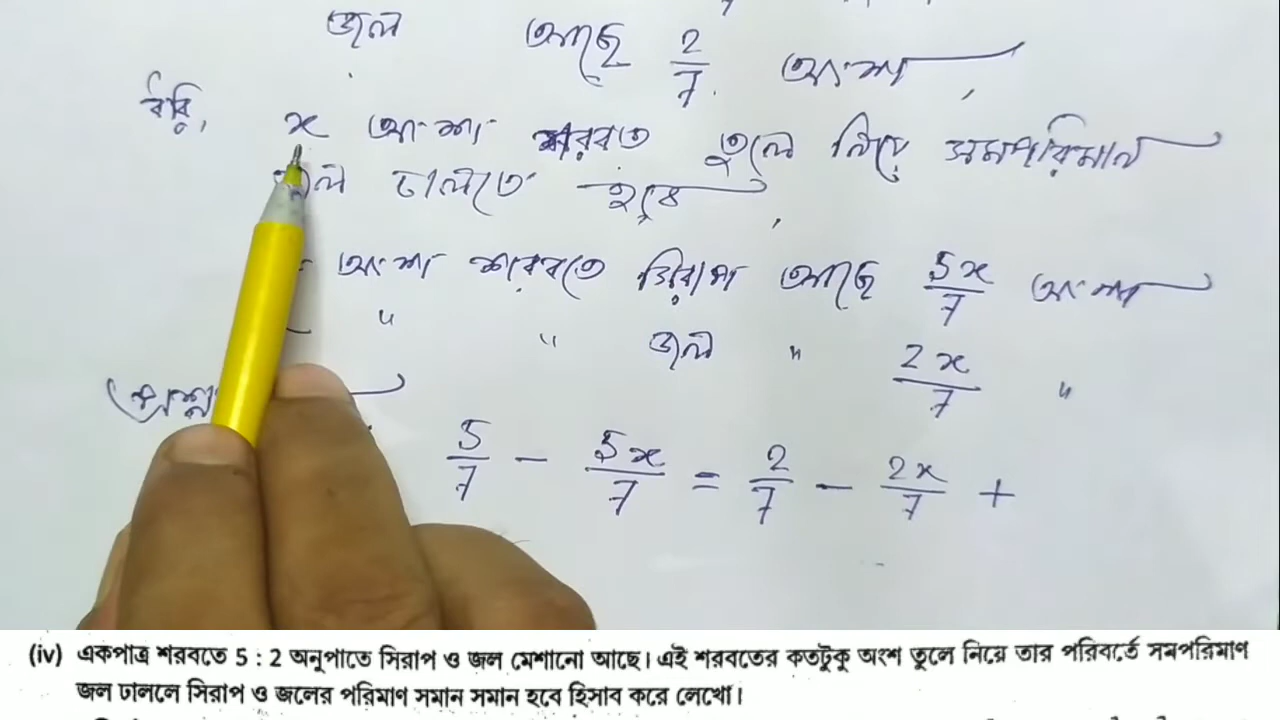 জল আছে 2/7 অংশ,
ধরি, x অংশ শরবত তুলে নিয়ে সমপরিমান
জল ঢালতে হবে,
অংশ শরবতে সিরাপ আছে 5x/7 অংশ
" " জল " 2x/7 "
5/7 - 5x/7 = 2/7 - 2x/7 +
(iv) একপাত্র শরবতে 5 : 2 অনুপাতে সিরাপ ও জল মেশানো আছে। এই শরবতের কতটুকু অংশ তুলে নিয়ে তার পরিবর্তে সমপরিমাণ
জল ঢাললে সিরাপ ও জলের পরিমাণ সমান সমান হবে হিসাব করে লেখো।